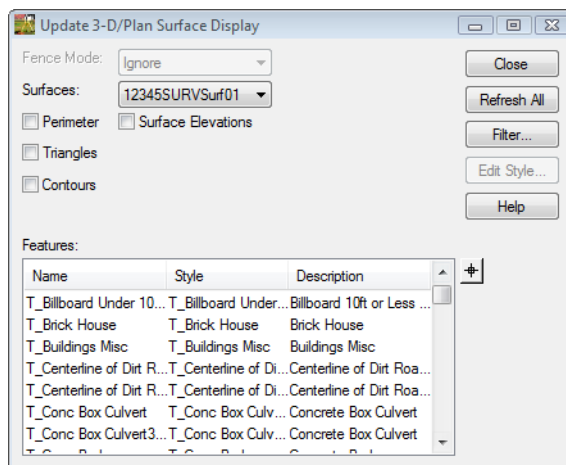 Update 3-D/Plan Surface Display
Fence Mode: Ignore
Close
Surfaces: 12345SURVSurf01
Refresh All
Perimeter Surface Elevations
Filter...
Triangles
Edit Style...
Contours
Help
Features:
Name Style Description
T_Billboard Under 10... T_Billboard Under... Billboard 10ft or Less ...
T_Brick House T_Brick House Brick House
T_Buildings Misc T_Buildings Misc Buildings Misc
T_Centerline of Dirt R... T_Centerline of Di... Centerline of Dirt Roa...
T_Centerline of Dirt R... T_Centerline of Di... Centerline of Dirt Roa...
T_Conc Box Culvert T_Conc Box Culv... Concrete Box Culvert
T_Conc Box Culvert3... T_Conc Box Culv... Concrete Box Culvert